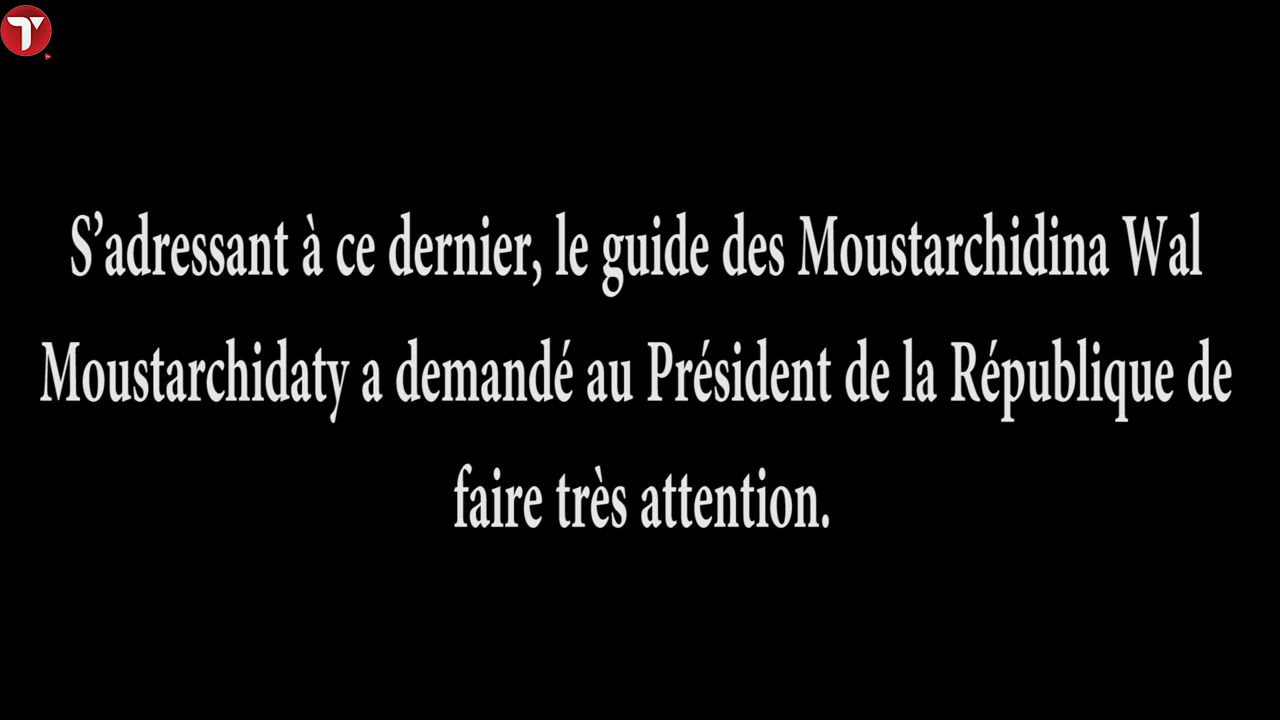 S’adressant à ce dernier, le guide des Moustarchidina Wal
Moustarchidaty a demandé au Président de la République de
faire très attention.